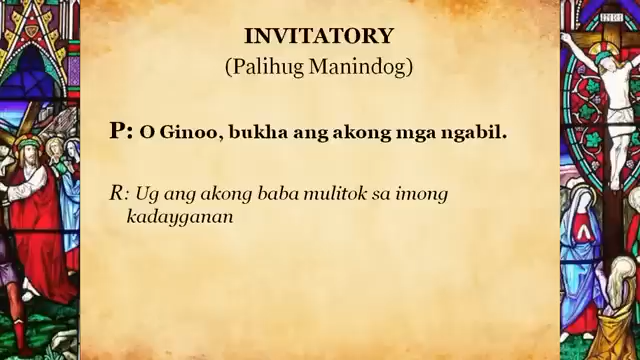 INVITATORY
(Palihug Manindog)
P: O Ginoo, bukha ang akong mga ngabil.
R: Ug ang akong baba mulitok sa imong
kadayganan